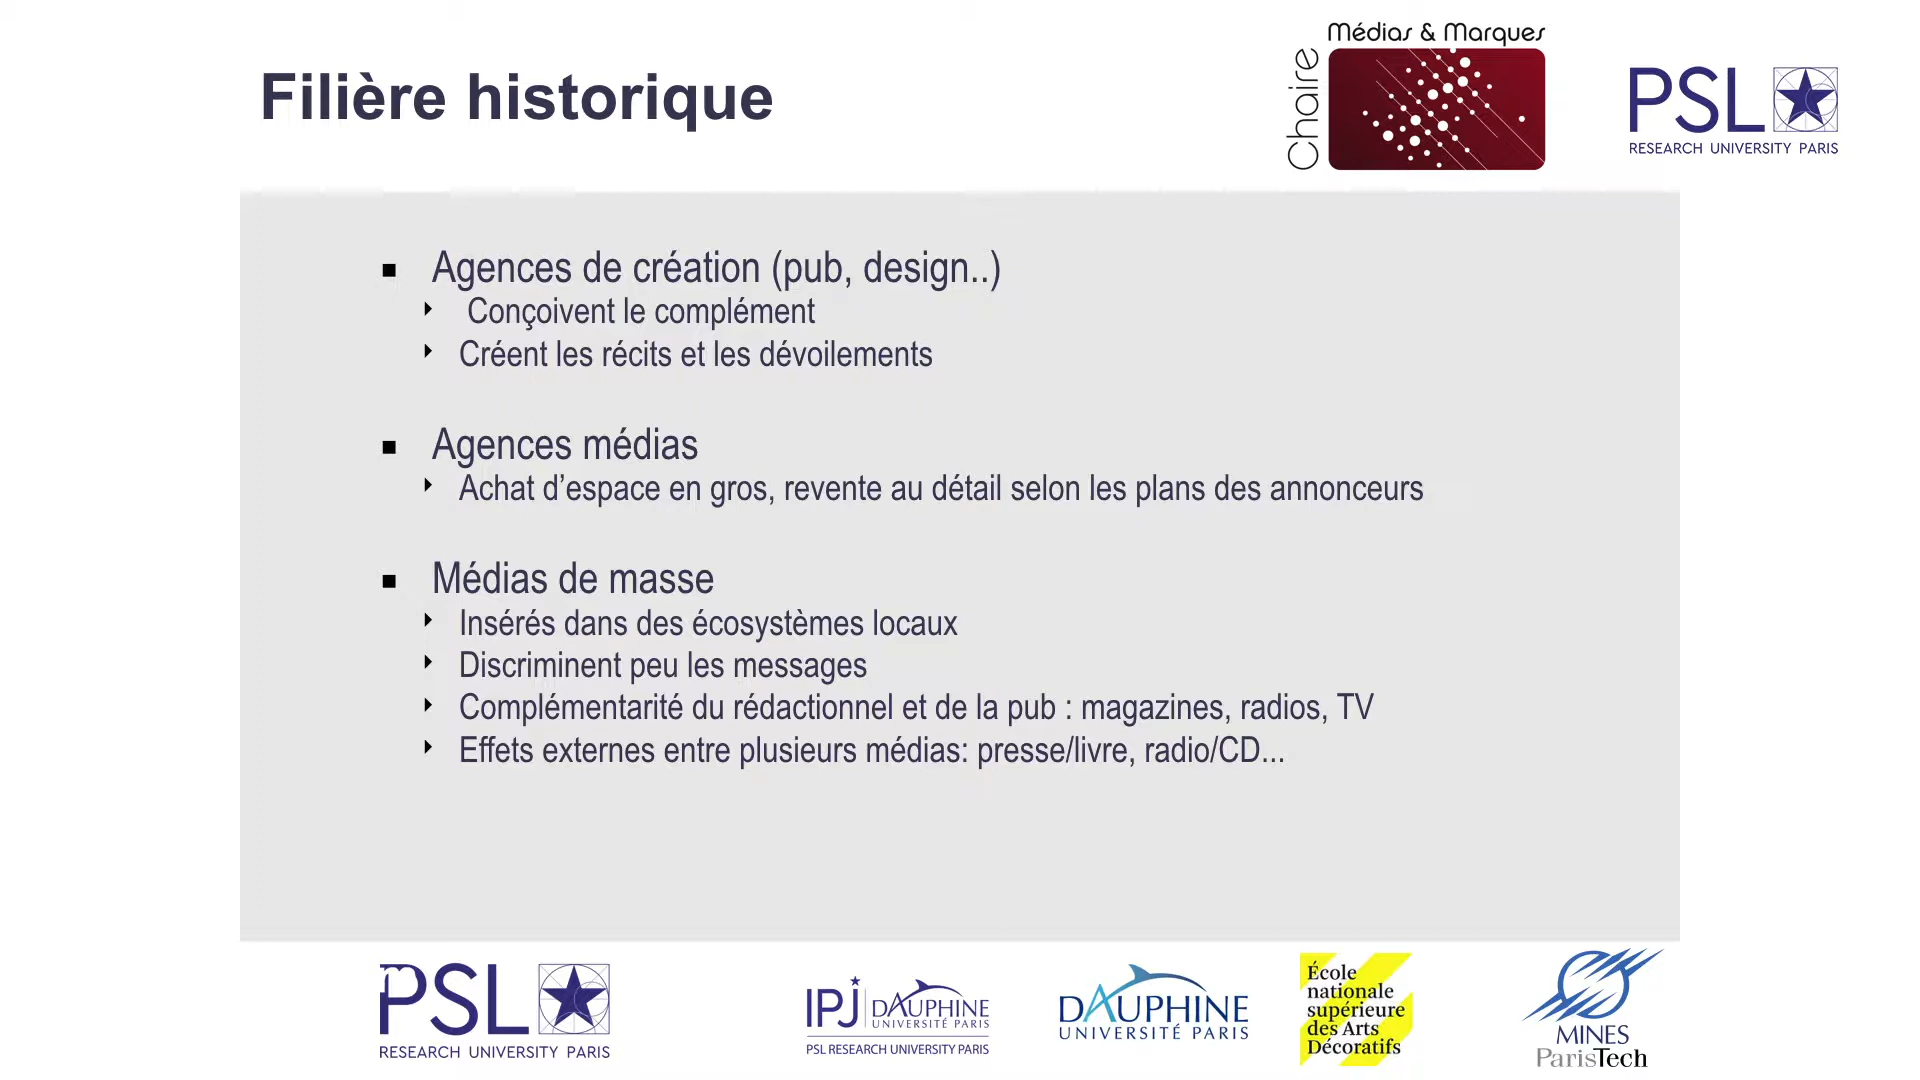 Filière historique
Médias & Marques
Chaire
PSL
RESEARCH UNIVERSITY PARIS
Agences de création (pub, design..)
Conçoivent le complément
Créent les récits et les dévoilements
Agences médias
Achat d’espace en gros, revente au détail selon les plans des annonceurs
Médias de masse
Insérés dans des écosystèmes locaux
Discriminent peu les messages
Complémentarité du rédactionnel et de la pub : magazines, radios, TV
Effets externes entre plusieurs médias: presse/livre, radio/CD...
PSL
RESEARCH UNIVERSITY PARIS
IPJ DAUPHINE
UNIVERSITÉ PARIS
PSL RESEARCH UNIVERSITY PARIS
DAUPHINE
UNIVERSITÉ PARIS
École
nationale
supérieure
des Arts
Décoratifs
MINES
ParisTech